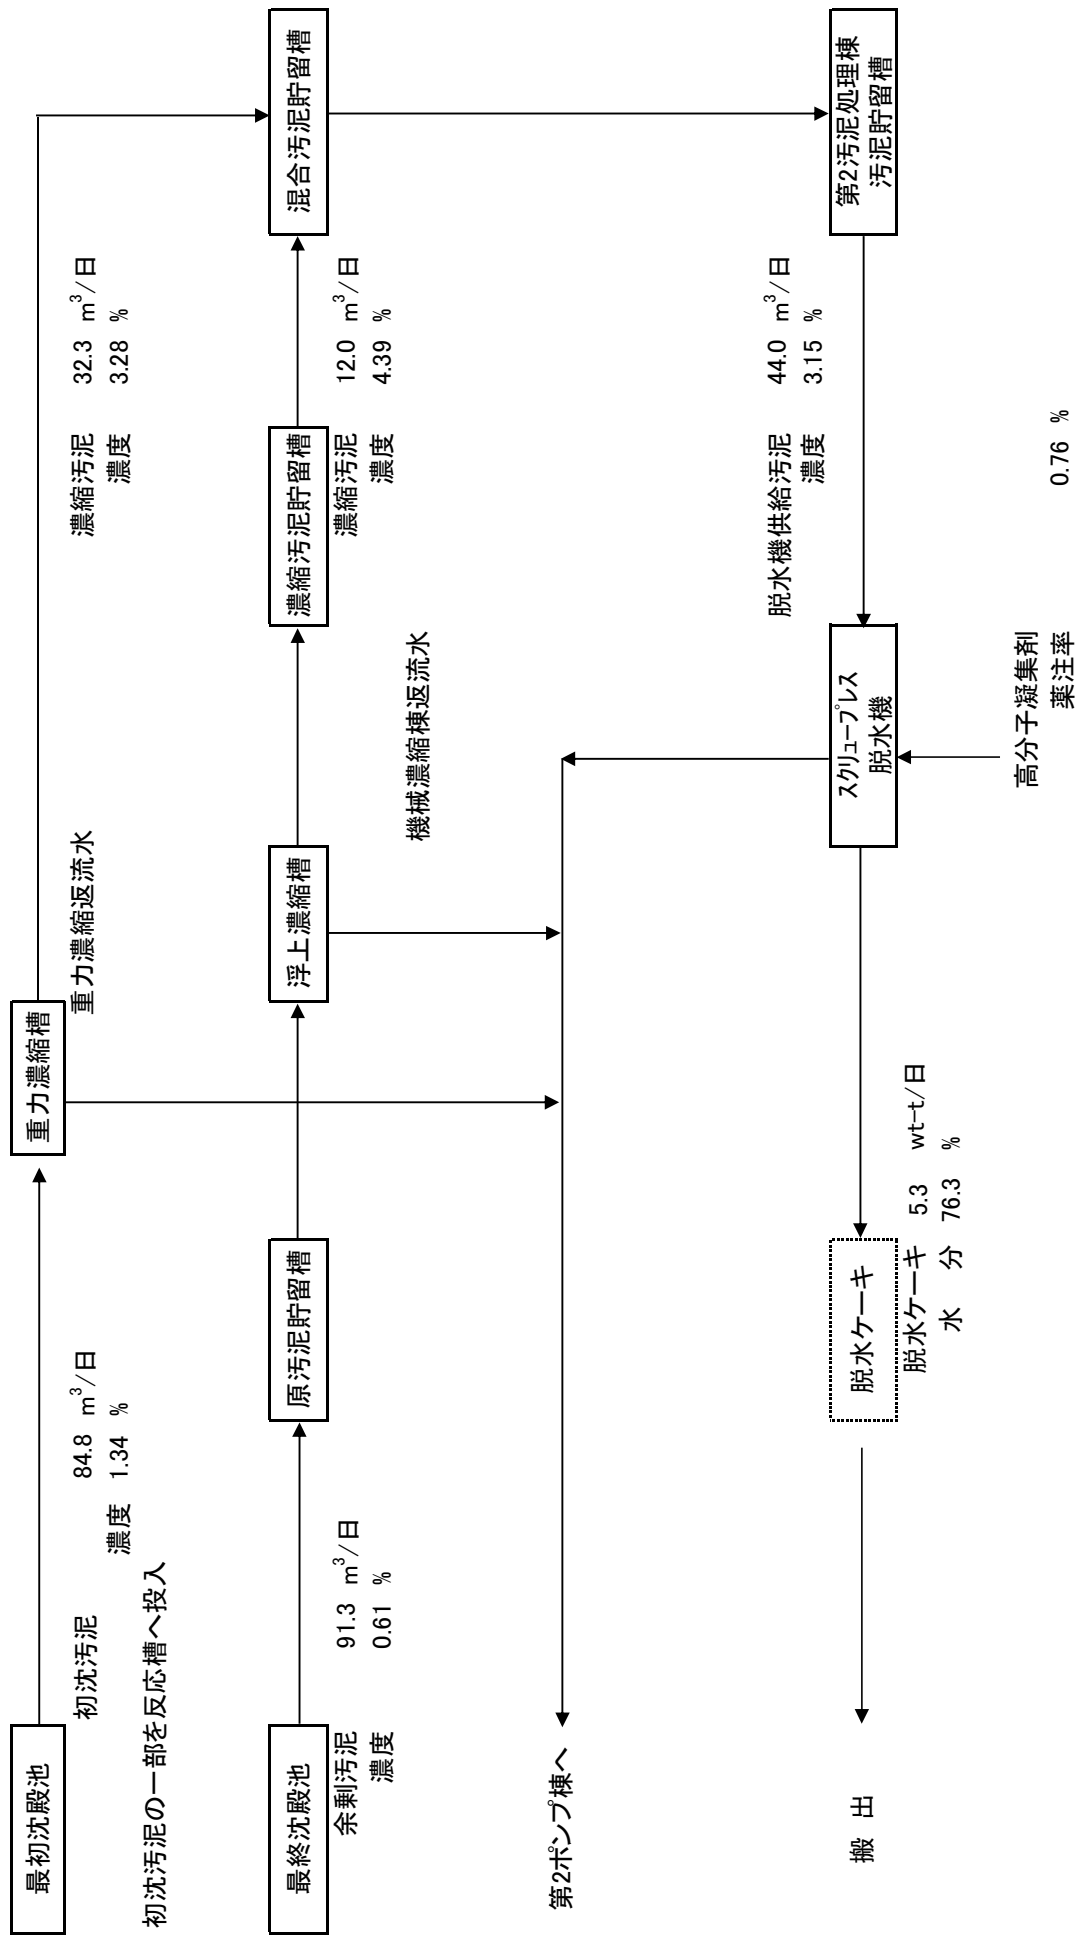 最初沈殿池
初沈汚泥 84.8 m³/日
濃度 1.34 %
初沈汚泥の一部を反応槽へ投入
重力濃縮槽
重力濃縮返流水
濃縮汚泥 32.3 m³/日
濃度 3.28 %
最終沈殿池
余剰汚泥 91.3 m³/日
濃度 0.61 %
原汚泥貯留槽
浮上濃縮槽
機械濃縮棟返流水
濃縮汚泥貯留槽
濃縮汚泥 12.0 m³/日
濃度 4.39 %
混合汚泥貯留槽
第2ポンプ棟へ
搬 出
脱水ケーキ
脱水ケーキ 5.3 wt-t/日
水 分 76.3 %
スクリュープレス
脱水機
脱水機供給汚泥 44.0 m³/日
濃度 3.15 %
第2汚泥処理棟
汚泥貯留槽
高分子凝集剤
薬注率 0.76 %